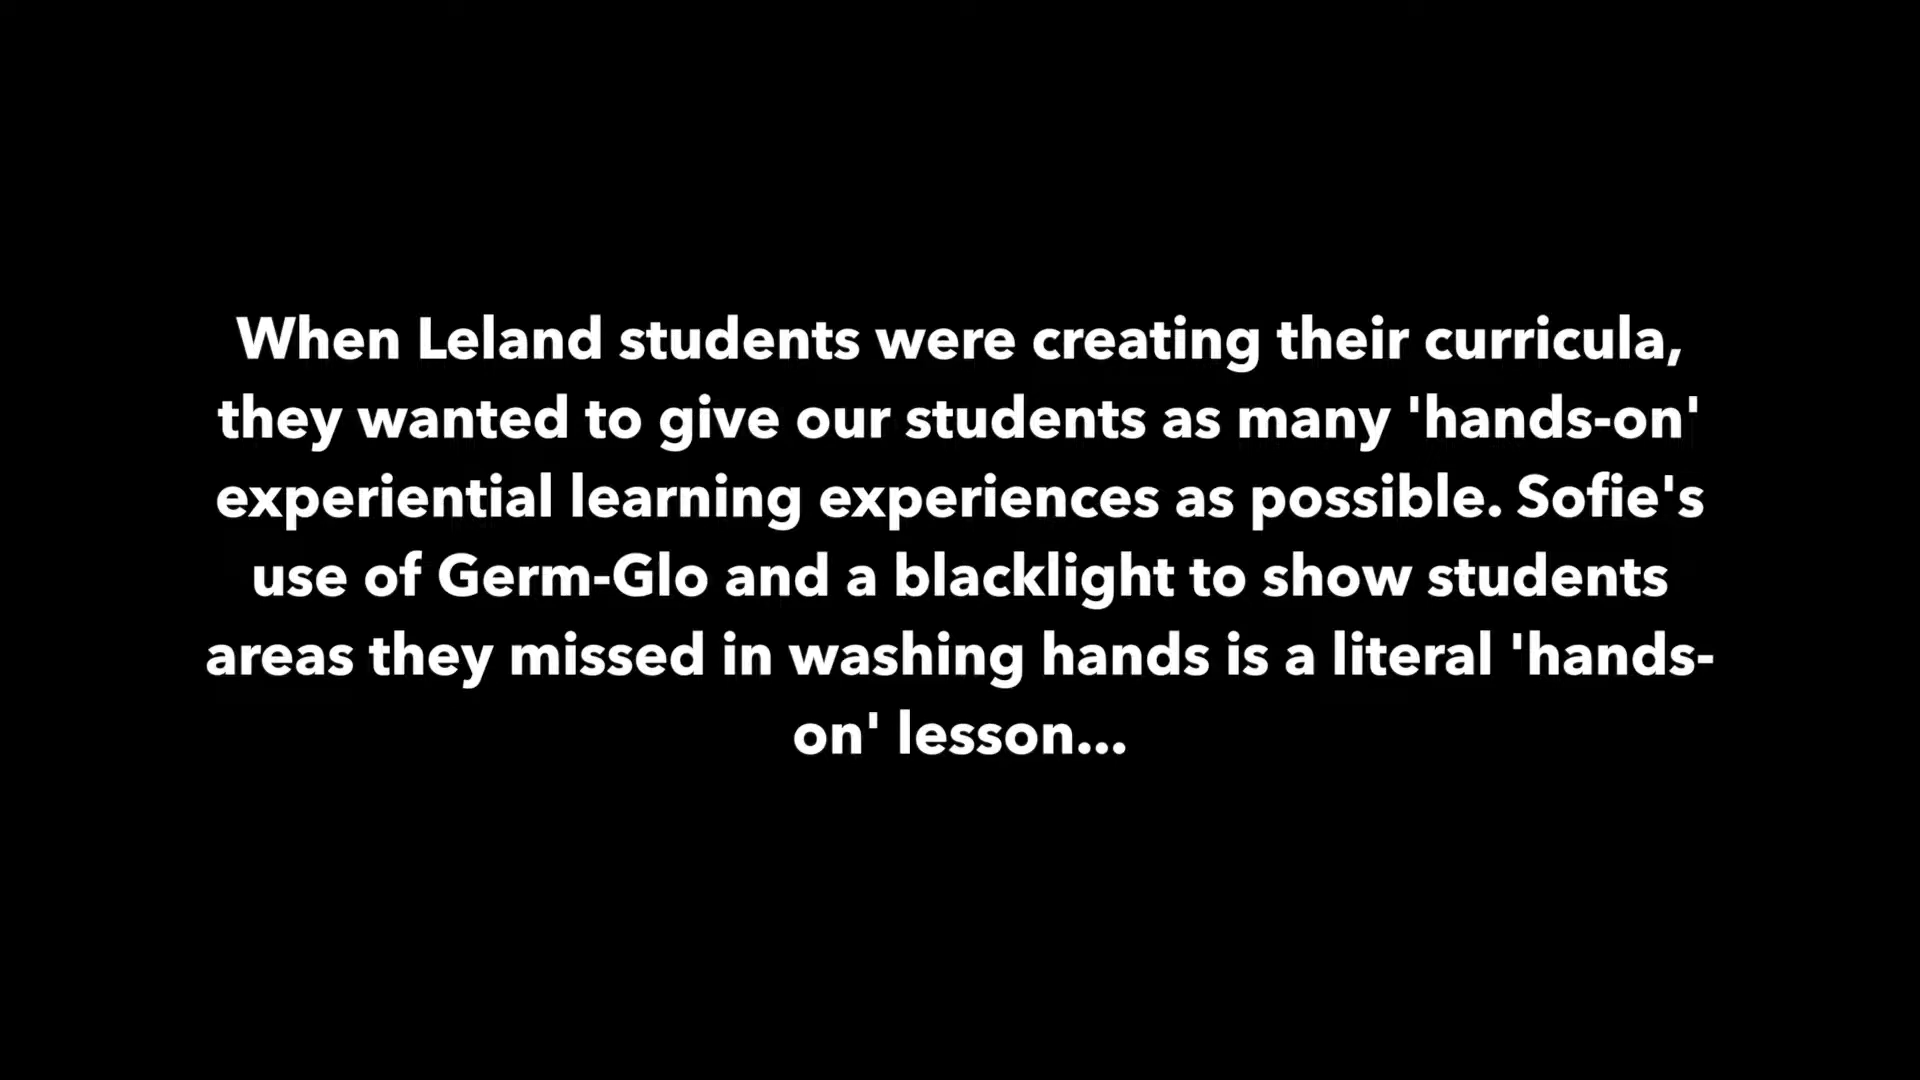 When Leland students were creating their curricula,
they wanted to give our students as many 'hands-on'
experiential learning experiences as possible. Sofie's
use of Germ-Glo and a blacklight to show students
areas they missed in washing hands is a literal 'hands-
on' lesson...